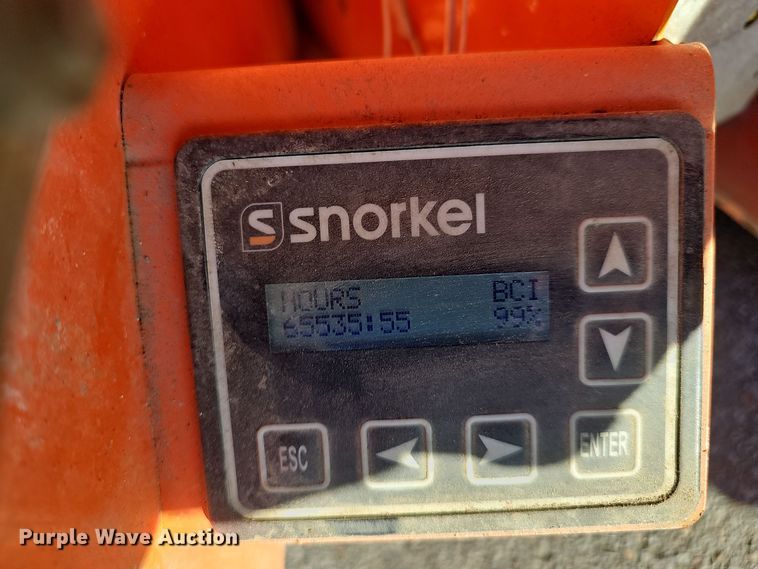 S snorkel
HOURS BCI
65535:55 99%
ESC
ENTER
Purple Wave Auction